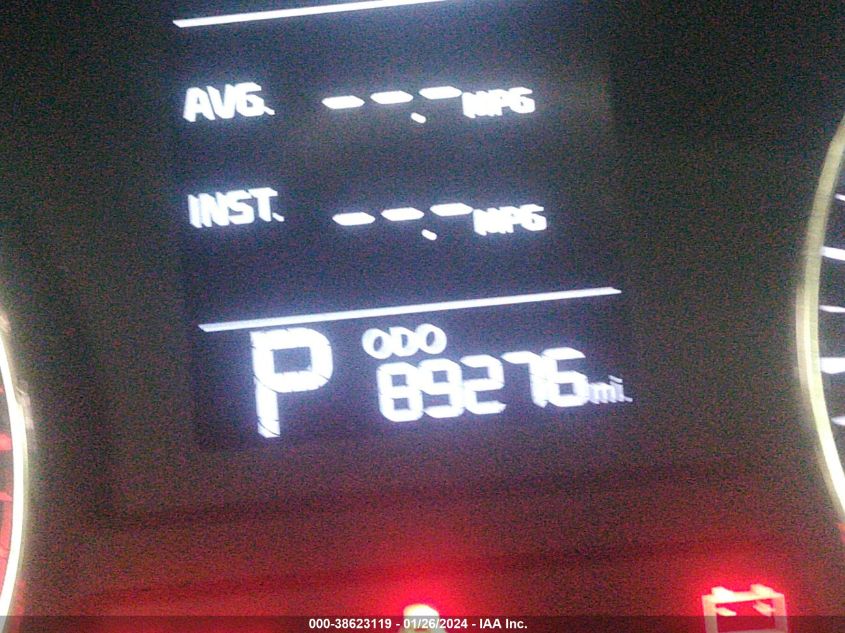 AVG. --.- MPG
INST. --.- MPG
P ODO
89276 mi.
000-38623119 - 01/26/2024 - IAA Inc.